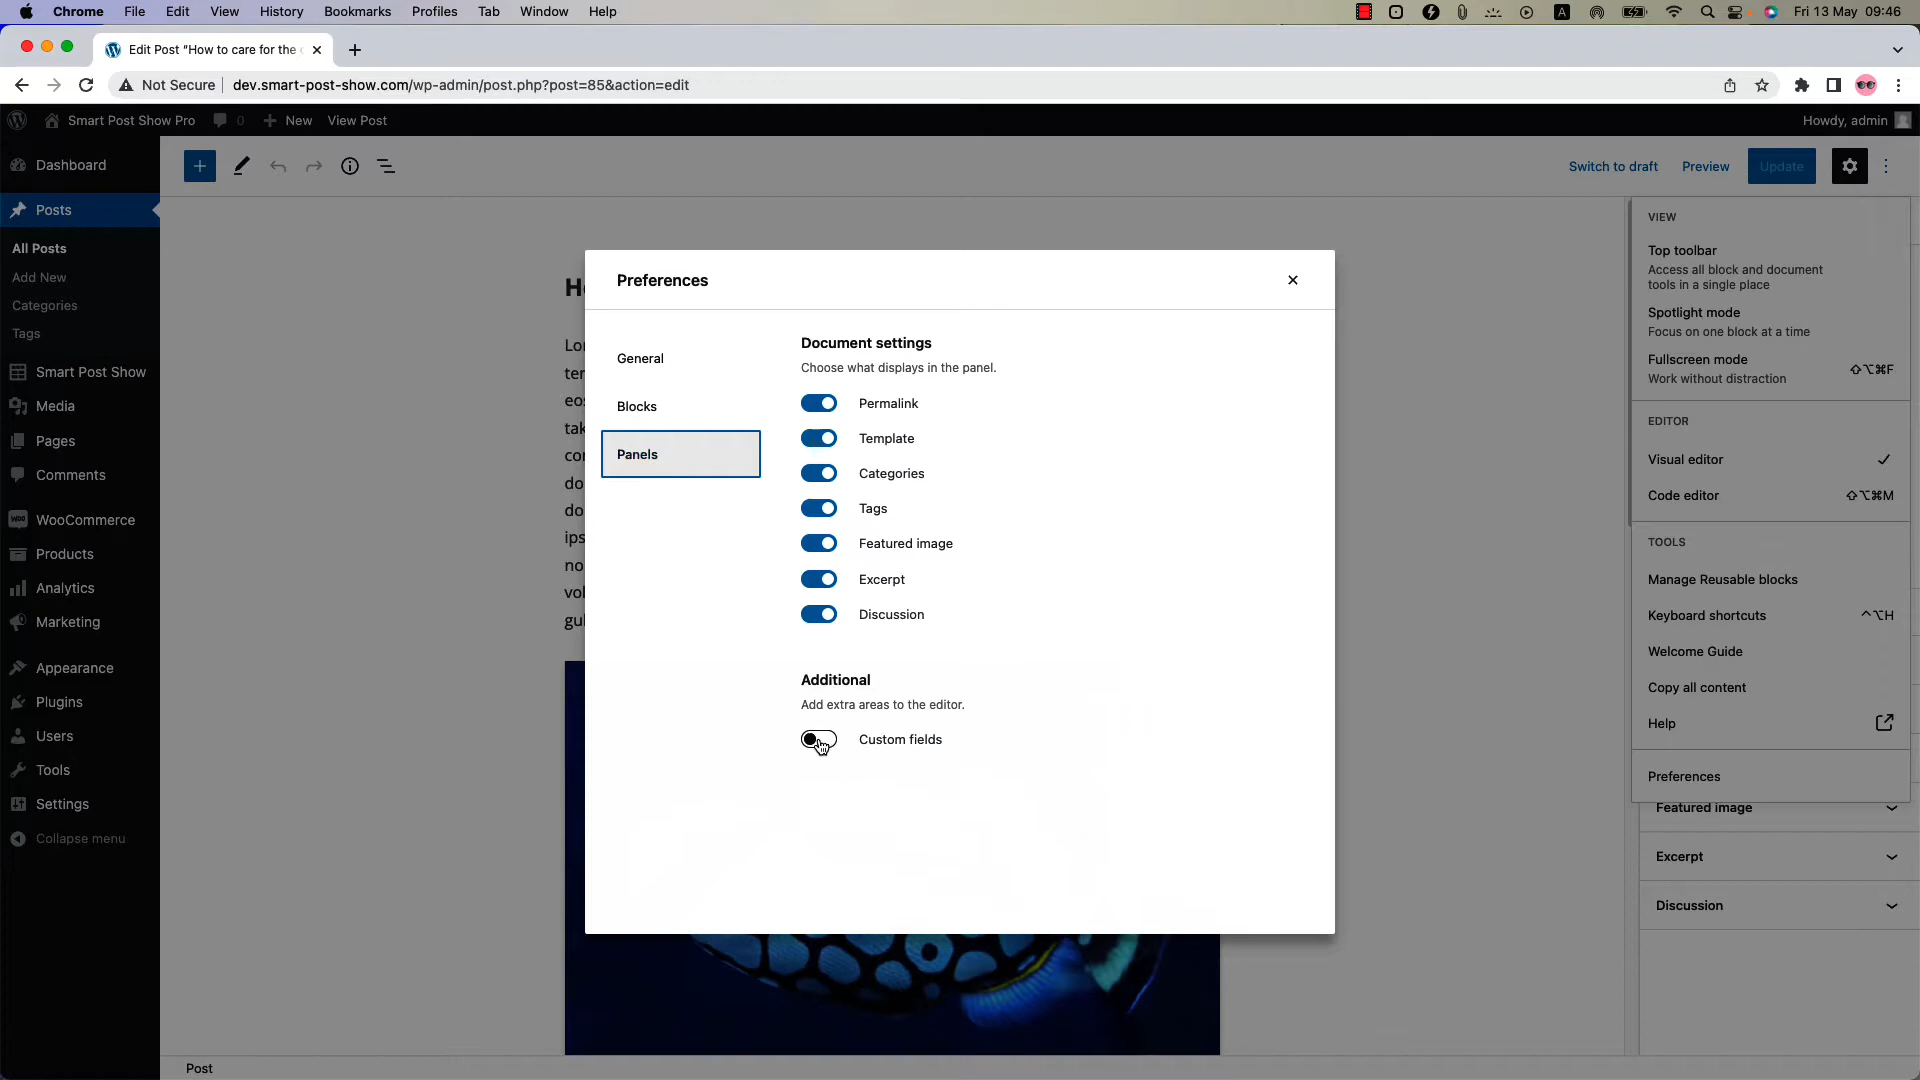 Chrome File Edit View History Bookmarks Profiles Tab Window Help
A
Fri 13 May 09:46
Edit Post “How to care for the
Not Secure dev.smart-post-show.com/wp-admin/post.php?post=85&action=edit
Smart Post Show Pro 0 New View Post
Howdy, admin
Dashboard
Posts
All Posts
Add New
Categories
Tags
Smart Post Show
Media
Pages
Comments
WooCommerce
Products
Analytics
Marketing
Appearance
Plugins
Users
Tools
Settings
Collapse menu
Switch to draft Preview Update
Preferences
General
Blocks
Panels
Document settings
Choose what displays in the panel.
Permalink
Template
Categories
Tags
Featured image
Excerpt
Discussion
Additional
Add extra areas to the editor.
Custom fields
VIEW
Top toolbar
Access all block and document
tools in a single place
Spotlight mode
Focus on one block at a time
Fullscreen mode ⇧⌥⌘F
Work without distraction
EDITOR
Visual editor
Code editor ⇧⌥⌘M
TOOLS
Manage Reusable blocks
Keyboard shortcuts ^⌥H
Welcome Guide
Copy all content
Help
Preferences
Featured image
Excerpt
Discussion
Post